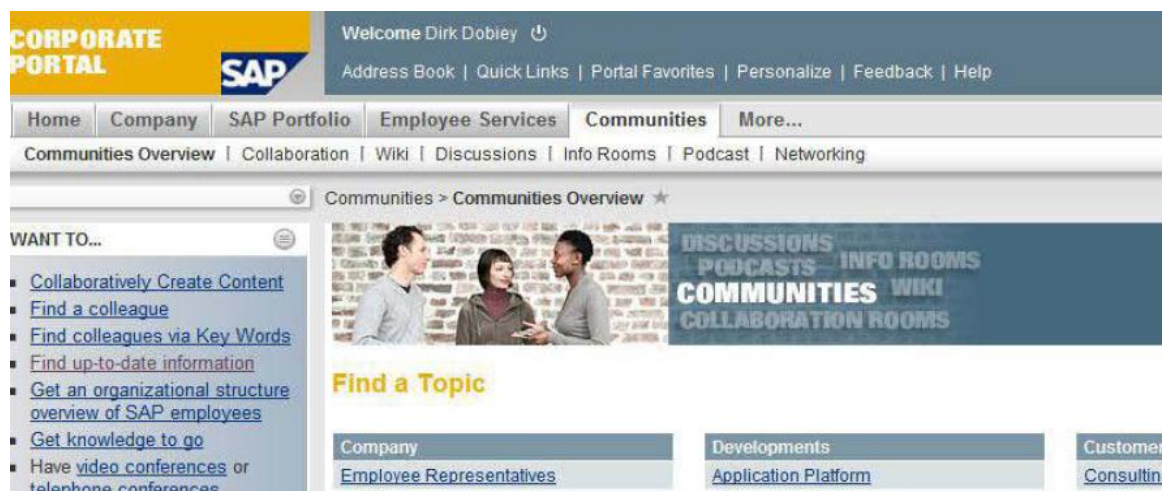 CORPORATE
PORTAL
SAP
Welcome Dirk Dobiey
Address Book | Quick Links | Portal Favorites | Personalize | Feedback | Help
Home Company SAP Portfolio Employee Services Communities More...
Communities Overview | Collaboration | Wiki | Discussions | Info Rooms | Podcast | Networking
Communities > Communities Overview
WANT TO...
Collaboratively Create Content
Find a colleague
Find colleagues via Key Words
Find up-to-date information
Get an organizational structure
overview of SAP employees
Get knowledge to go
Have video conferences or
telephone conferences
DISCUSSIONS
PODCASTS INFO ROOMS
COMMUNITIES WIKI
COLLABORATION ROOMS
Find a Topic
Company
Employee Representatives
Developments
Application Platform
Customer
Consultin